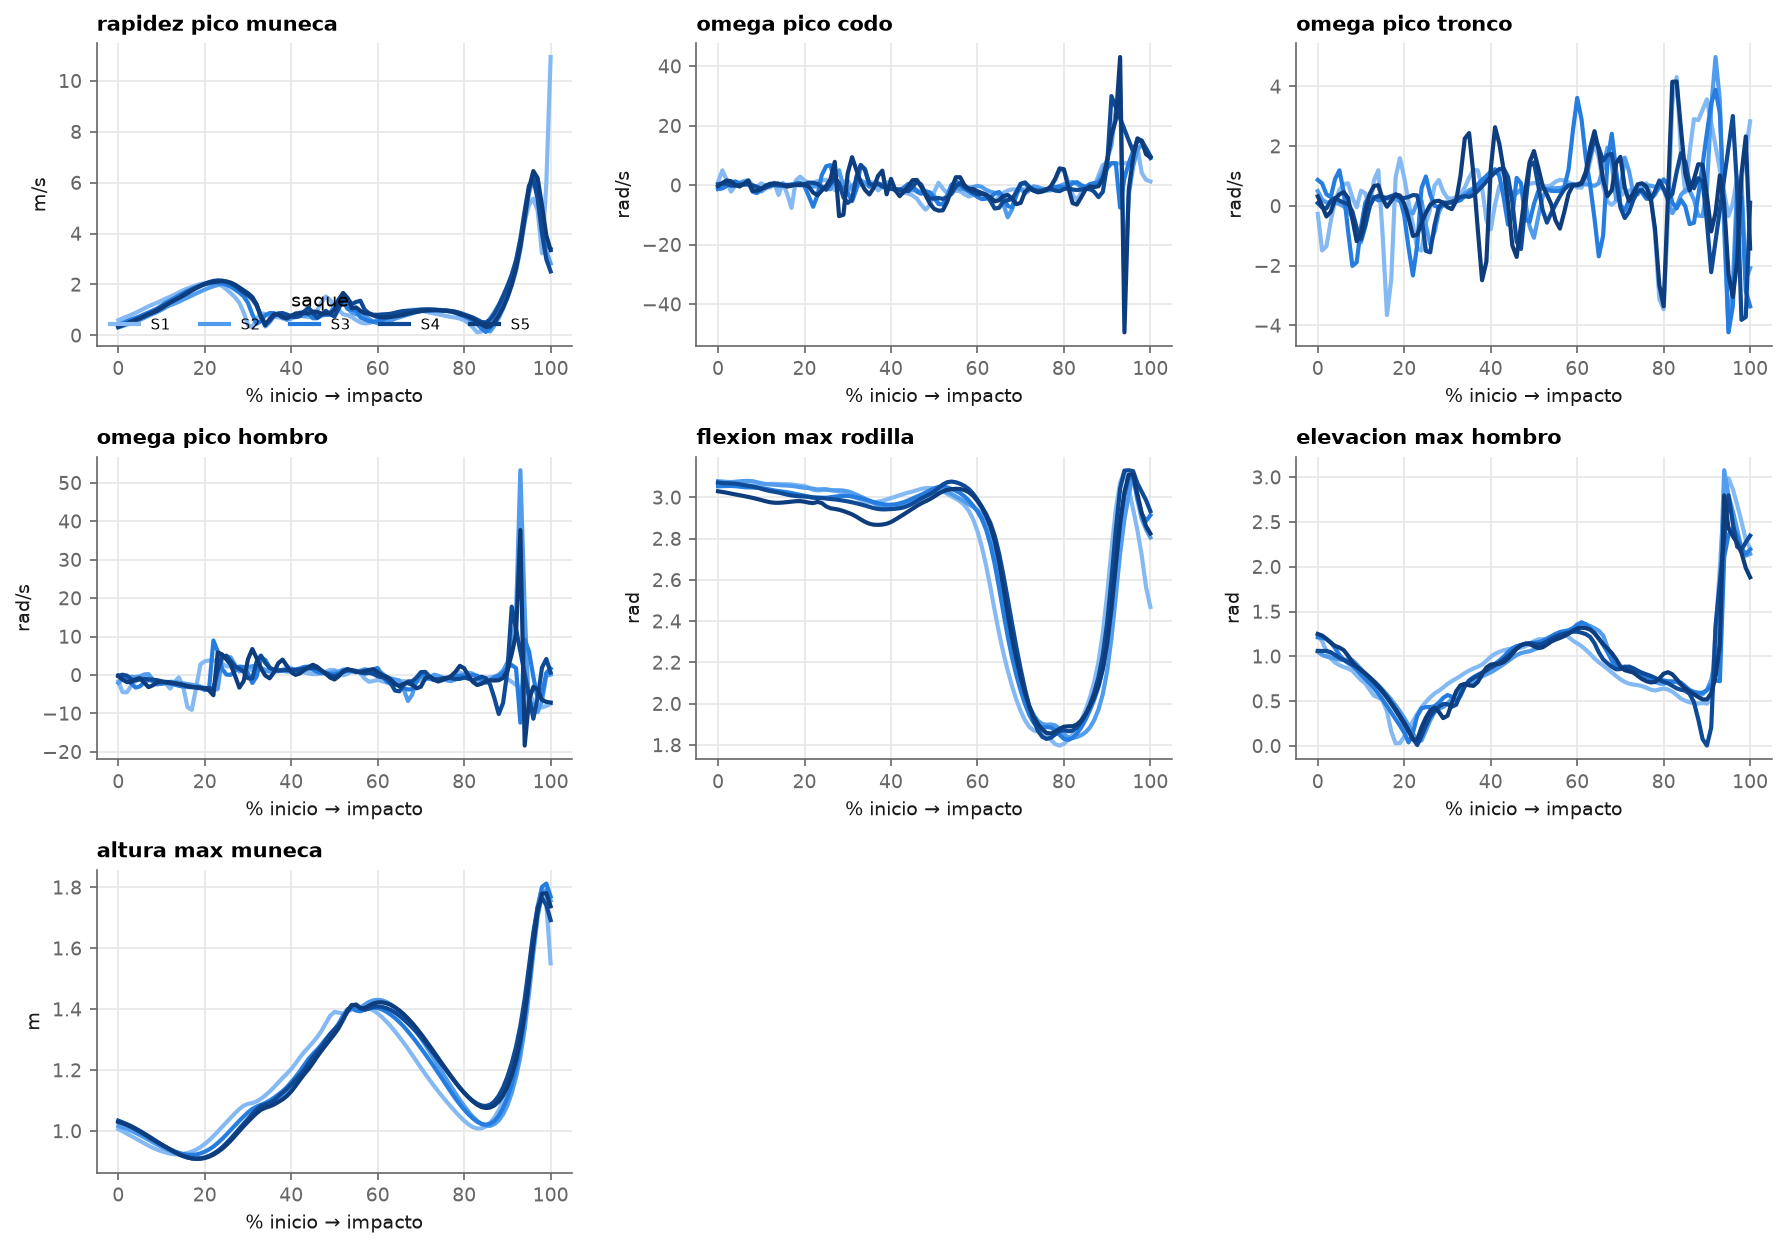 rapidez pico muneca
omega pico codo
omega pico tronco
m/s
10
8
6
4
2
0
saque
S1 S2 S3 S4 S5
0 20 40 60 80 100
% inicio → impacto
rad/s
40
20
0
−20
−40
0 20 40 60 80 100
% inicio → impacto
rad/s
4
2
0
−2
−4
0 20 40 60 80 100
% inicio → impacto
omega pico hombro
flexion max rodilla
elevacion max hombro
rad/s
50
40
30
20
10
0
−10
−20
0 20 40 60 80 100
% inicio → impacto
rad
3.0
2.8
2.6
2.4
2.2
2.0
1.8
0 20 40 60 80 100
% inicio → impacto
rad
3.0
2.5
2.0
1.5
1.0
0.5
0.0
0 20 40 60 80 100
% inicio → impacto
altura max muneca
m
1.8
1.6
1.4
1.2
1.0
0 20 40 60 80 100
% inicio → impacto